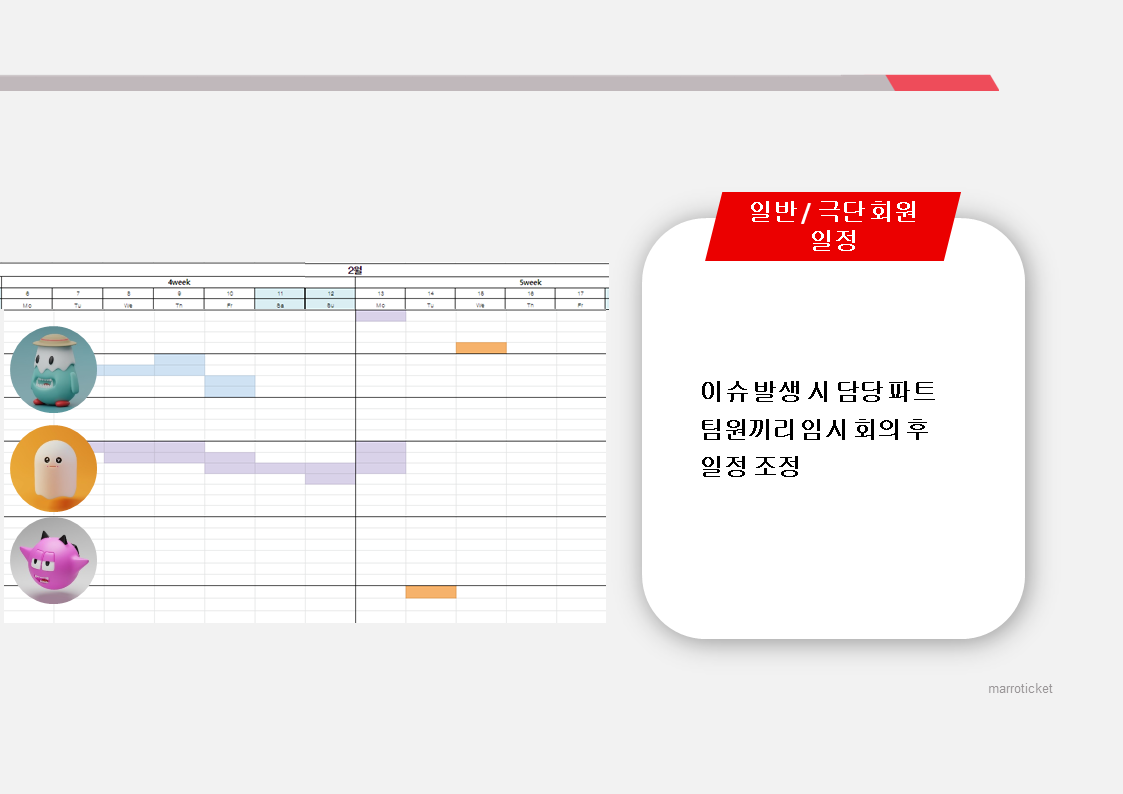 일반 / 극단 회원
일정
2월
4week 5week
6 7 8 9 10 11 12 13 14 15 16 17
Mo Tu We Th Fr Sa Su Mo Tu We Th Fr
이슈 발생 시 담당 파트
팀원끼리 임시 회의 후
일정 조정
marroticket